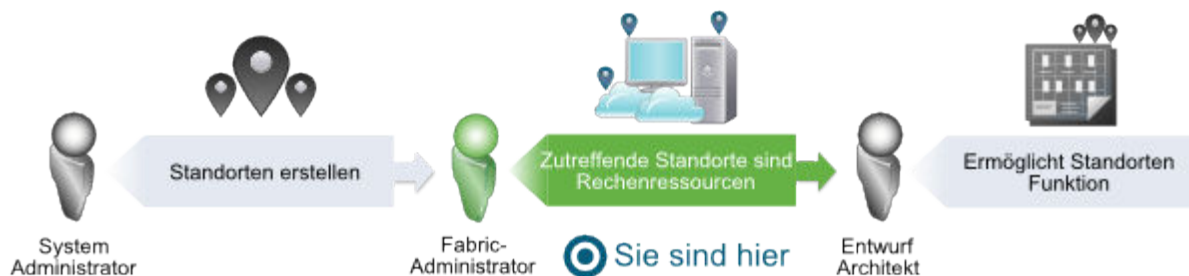 Standorten erstellen
Zutreffende Standorte sind
Rechenressourcen
Ermöglicht Standorten
Funktion
System
Administrator
Fabric-
Administrator
Sie sind hier
Entwurf
Architekt